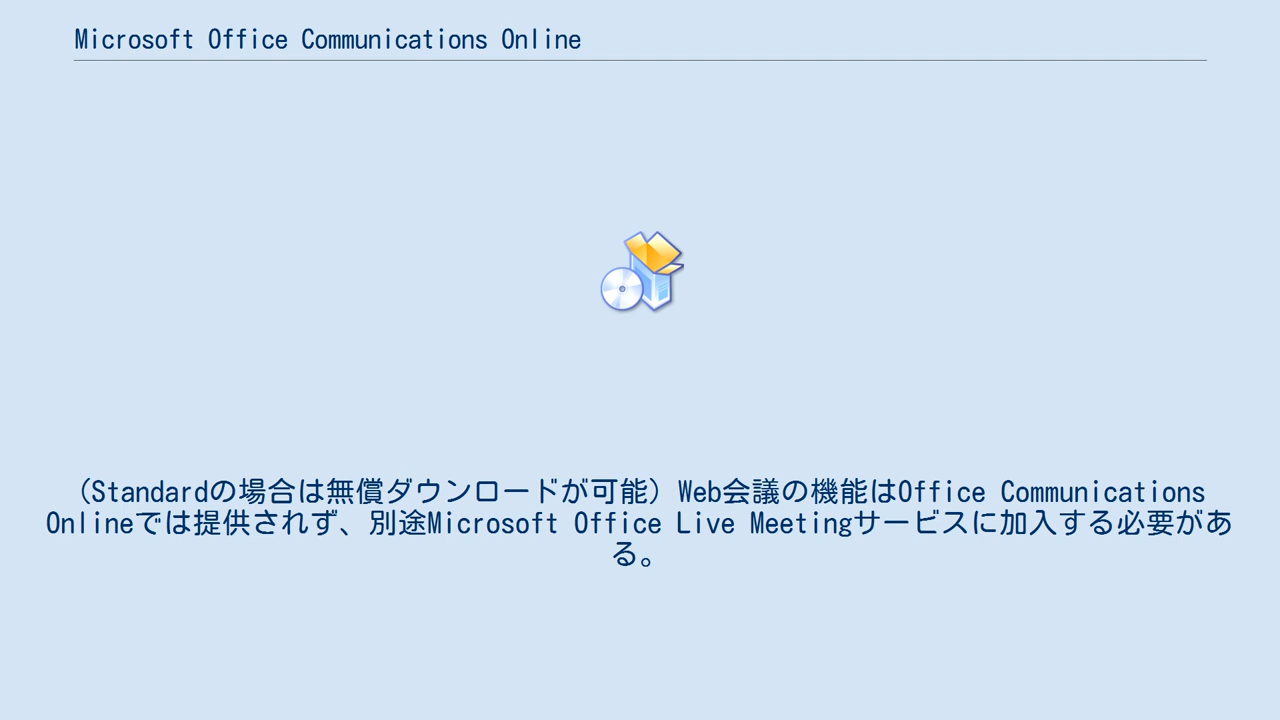 Microsoft Office Communications Online
（Standardの場合は無償ダウンロードが可能）Web会議の機能はOffice Communications
Onlineでは提供されず、別途Microsoft Office Live Meetingサービスに加入する必要があ
る。